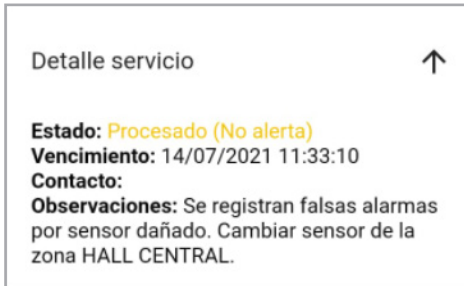 Detalle servicio
Estado: Procesado (No alerta)
Vencimiento: 14/07/2021 11:33:10
Contacto:
Observaciones: Se registran falsas alarmas
por sensor dañado. Cambiar sensor de la
zona HALL CENTRAL.